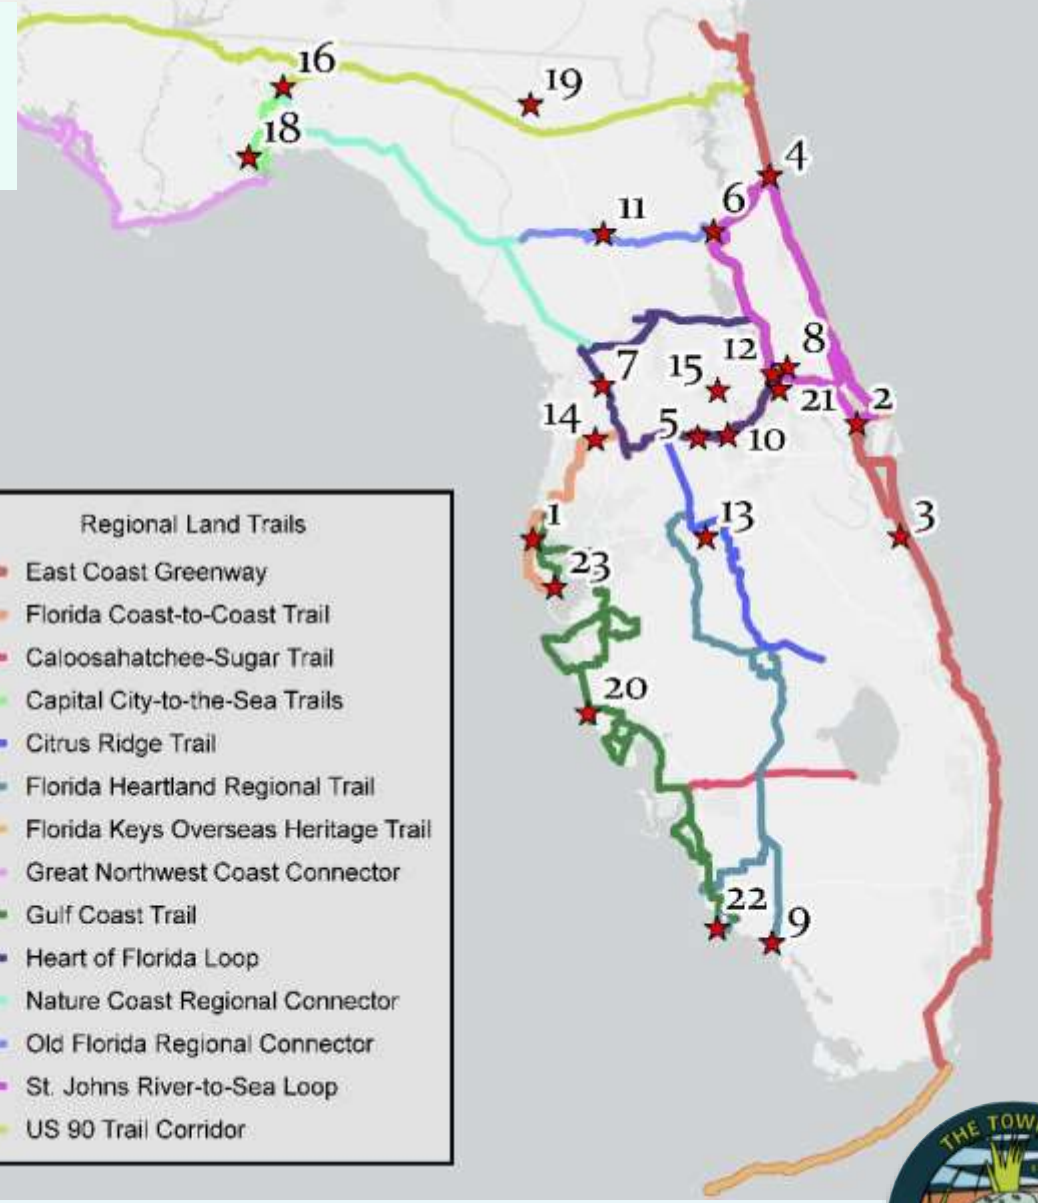 16
19
18
4
6
11
12
8
7
15
21
2
14
5
10
1
13
3
23
20
22
9
Regional Land Trails
East Coast Greenway
Florida Coast-to-Coast Trail
Caloosahatchee-Sugar Trail
Capital City-to-the-Sea Trails
Citrus Ridge Trail
Florida Heartland Regional Trail
Florida Keys Overseas Heritage Trail
Great Northwest Coast Connector
Gulf Coast Trail
Heart of Florida Loop
Nature Coast Regional Connector
Old Florida Regional Connector
St. Johns River-to-Sea Loop
US 90 Trail Corridor
THE TOW